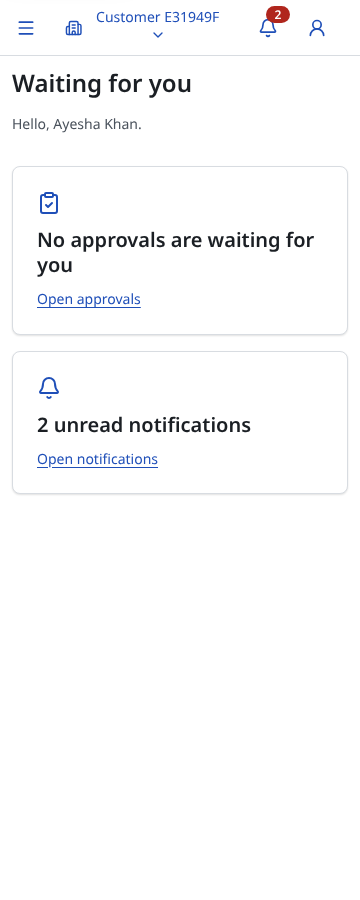 Customer E31949F
2
Waiting for you
Hello, Ayesha Khan.
No approvals are waiting for
you
Open approvals
2 unread notifications
Open notifications